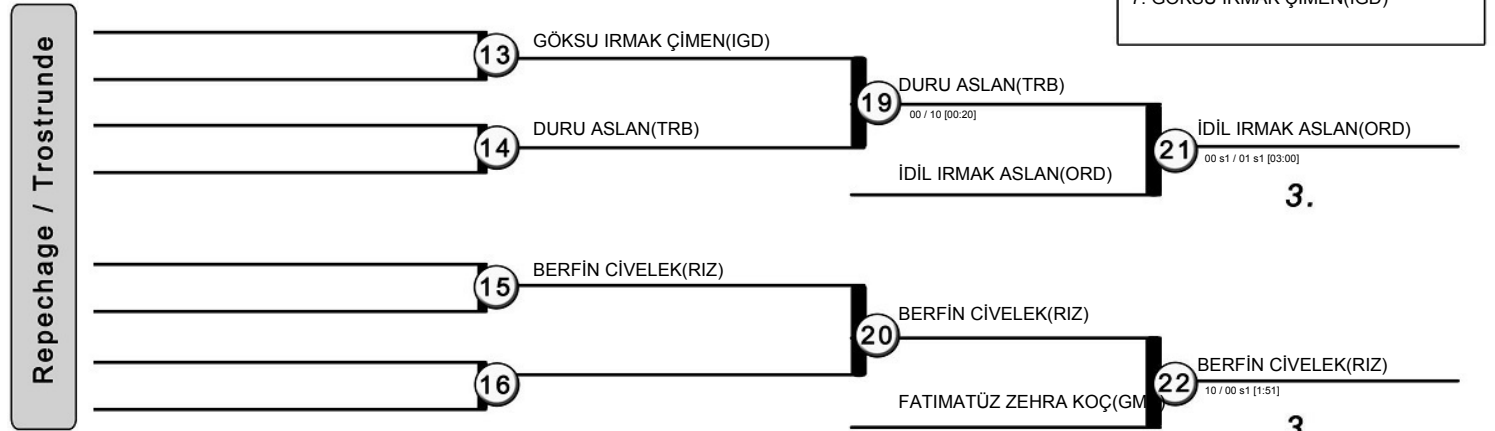 7. GÖKSU IRMAK ÇİMEN(IGD)
Repechage / Trostrunde
13
GÖKSU IRMAK ÇİMEN(IGD)
14
DURU ASLAN(TRB)
19
DURU ASLAN(TRB)
00 / 10 [00:20]
İDİL IRMAK ASLAN(ORD)
21
İDİL IRMAK ASLAN(ORD)
00 s1 / 01 s1 [03:00]
3.
15
BERFİN CİVELEK(RIZ)
16
20
BERFİN CİVELEK(RIZ)
FATIMATÜZ ZEHRA KOÇ(GM
22
BERFİN CİVELEK(RIZ)
10 / 00 s1 [1:51]
3